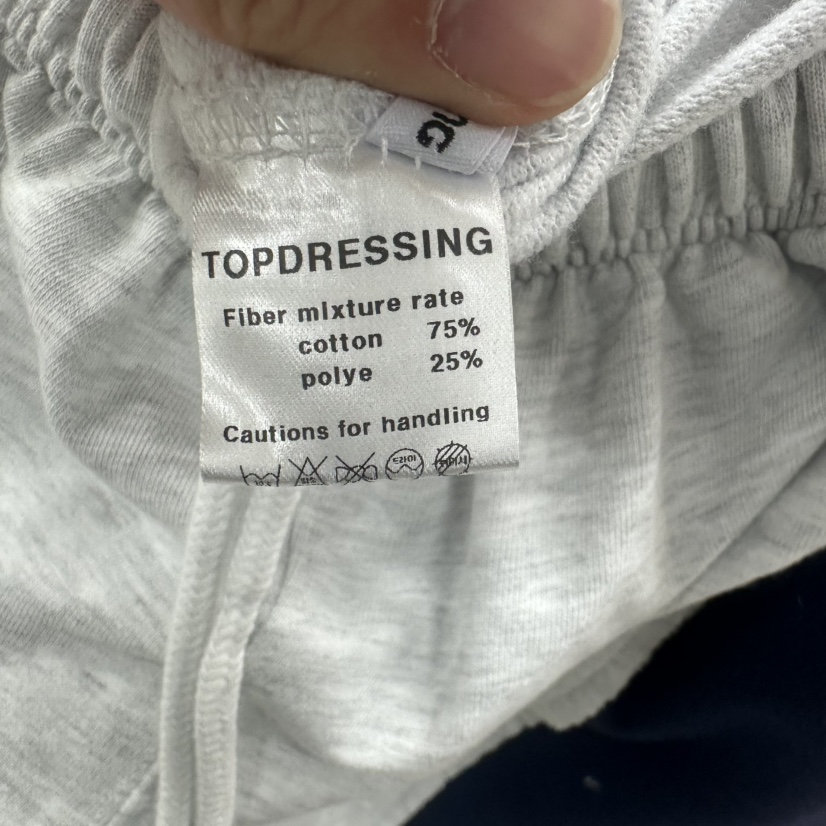 TOPDRESSING
Fiber mixture rate
cotton 75%
polye 25%
Cautions for handling